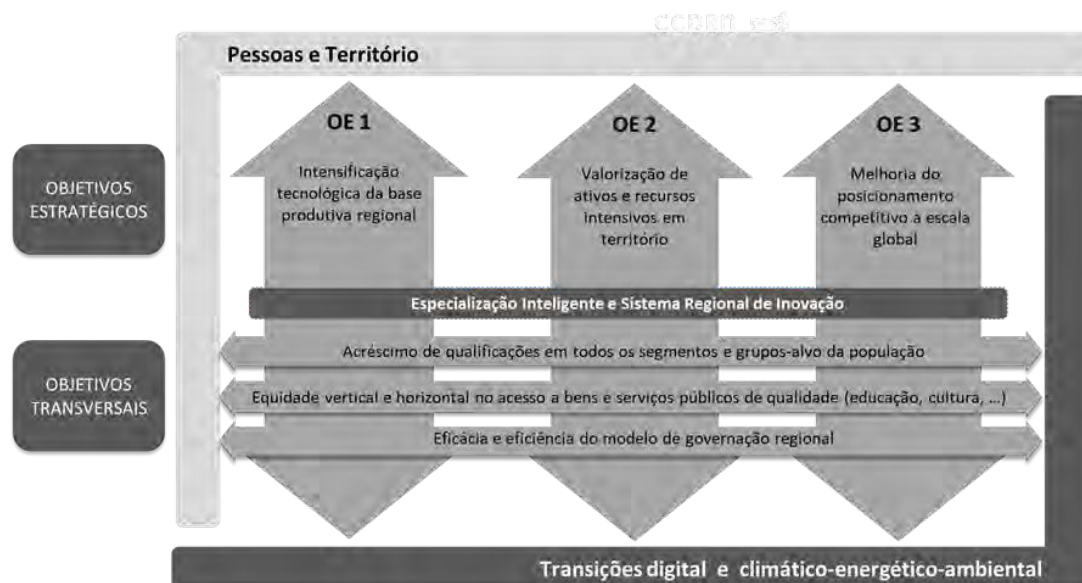 CCDRN
Pessoas e Território
OE 1
Intensificação
tecnológica da base
produtiva regional
OE 2
Valorização de
ativos e recursos
intensivos em
território
OE 3
Melhoria do
posicionamento
competitivo à escala
global
OBJETIVOS
ESTRATÉGICOS
Especialização Inteligente e Sistema Regional de Inovação
OBJETIVOS
TRANSVERSAIS
Acréscimo de qualificações em todos os segmentos e grupos-alvo da população
Equidade vertical e horizontal no acesso a bens e serviços públicos de qualidade (educação, cultura, ...)
Eficácia e eficiência do modelo de governação regional
Transições digital e climático-energético-ambiental